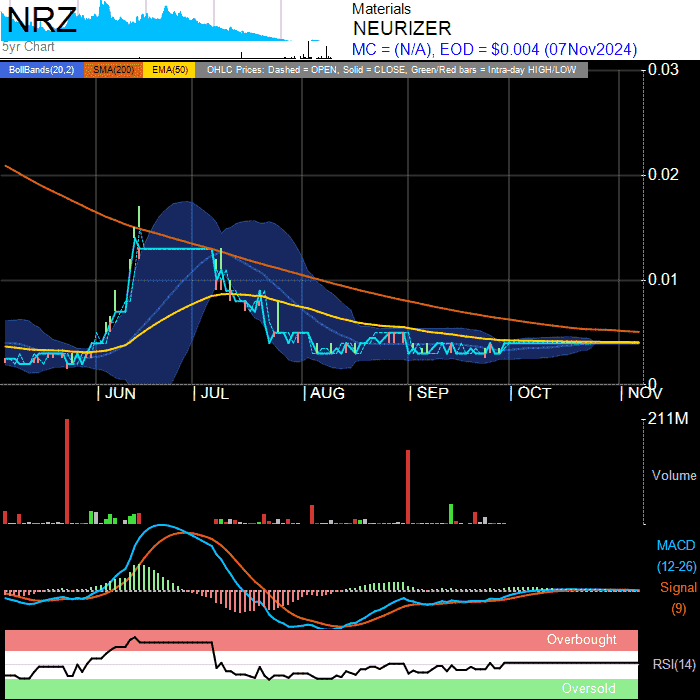 NRZ
5yr Chart
Materials
NEURIZER
MC = (N/A), EOD = $0.004 (07Nov2024)
BollBands(20,2) SMA(200) EMA(50) OHLC Prices: Dashed = OPEN, Solid = CLOSE, Green/Red bars = Intra-day HIGH/LOW
0.03
0.02
0.01
0
JUN JUL AUG SEP OCT NOV
211M
Volume
MACD
(12-26)
Signal
(9)
Overbought
RSI(14)
Oversold